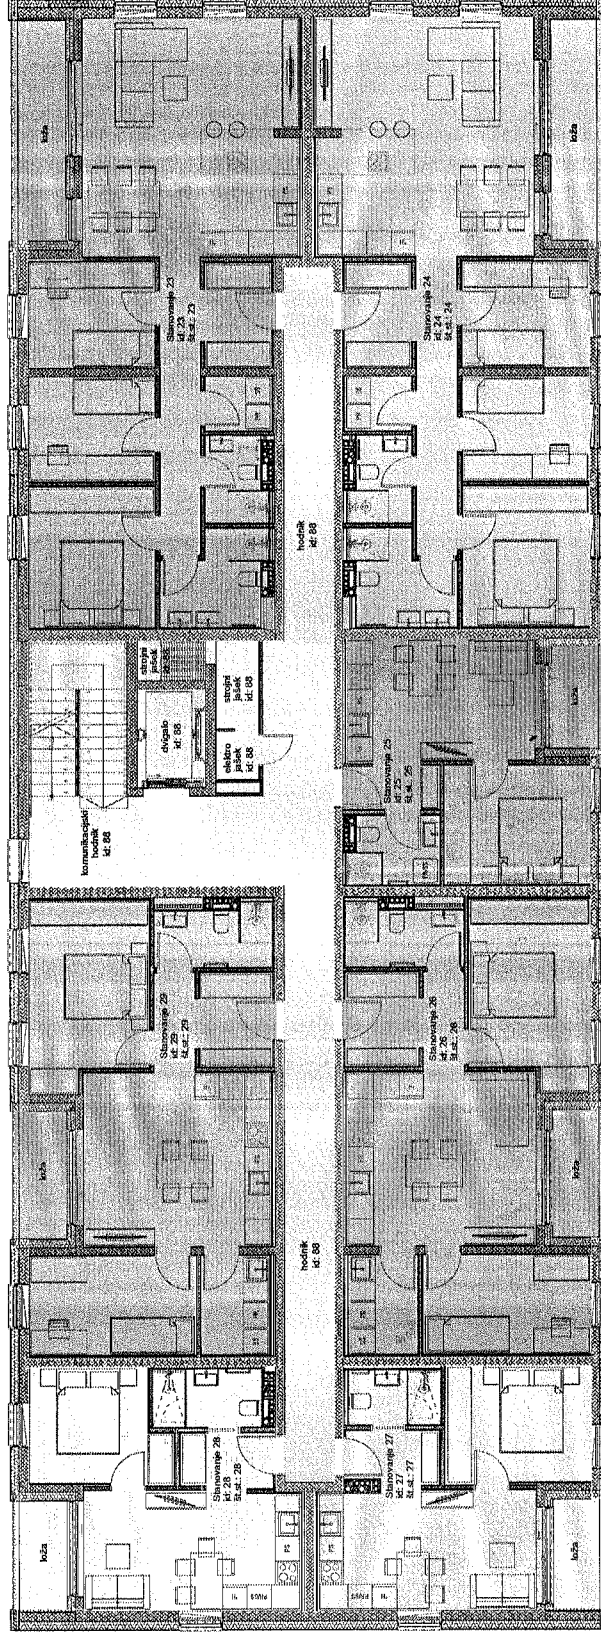 loža
loža
Stanovanje 23
id: 23
št.st.: 23
Stanovanje 24
id: 24
št.st.: 24
hodnik
id: 88
strojni
jašek
strojni
jašek
id: 88
dvigalo
id: 88
elektro
jašek
id: 88
komunikacijski
hodnik
id: 88
Stanovanje 25
id: 25
št.st.: 25
loža
Stanovanje 29
id: 29
št.st.: 29
Stanovanje 26
id: 26
št.st.: 26
loža
loža
hodnik
id: 88
Stanovanje 28
id: 28
št.st.: 28
Stanovanje 27
id: 27
št.st.: 27
loža
loža
PS
PS